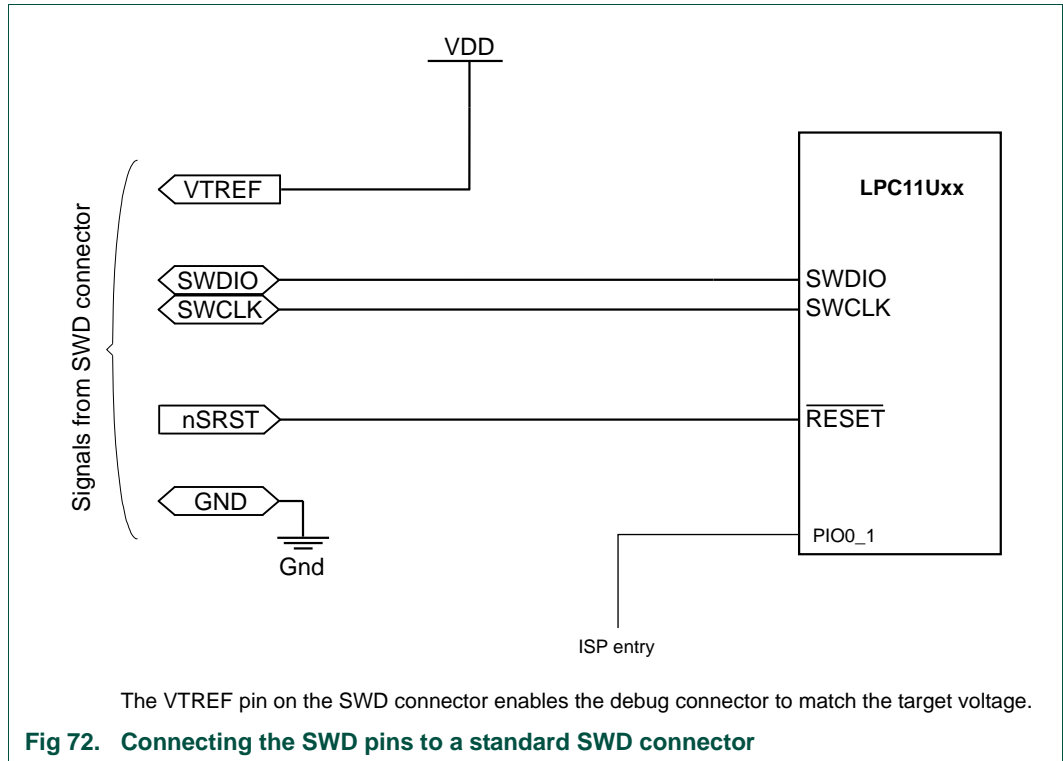 VDD
VTREF
LPC11Uxx
Signals from SWD connector
SWDIO
SWDIO
SWCLK
SWCLK
nSRST
RESET
GND
Gnd
PIO0_1
ISP entry
The VTREF pin on the SWD connector enables the debug connector to match the target voltage.
Fig 72. Connecting the SWD pins to a standard SWD connector